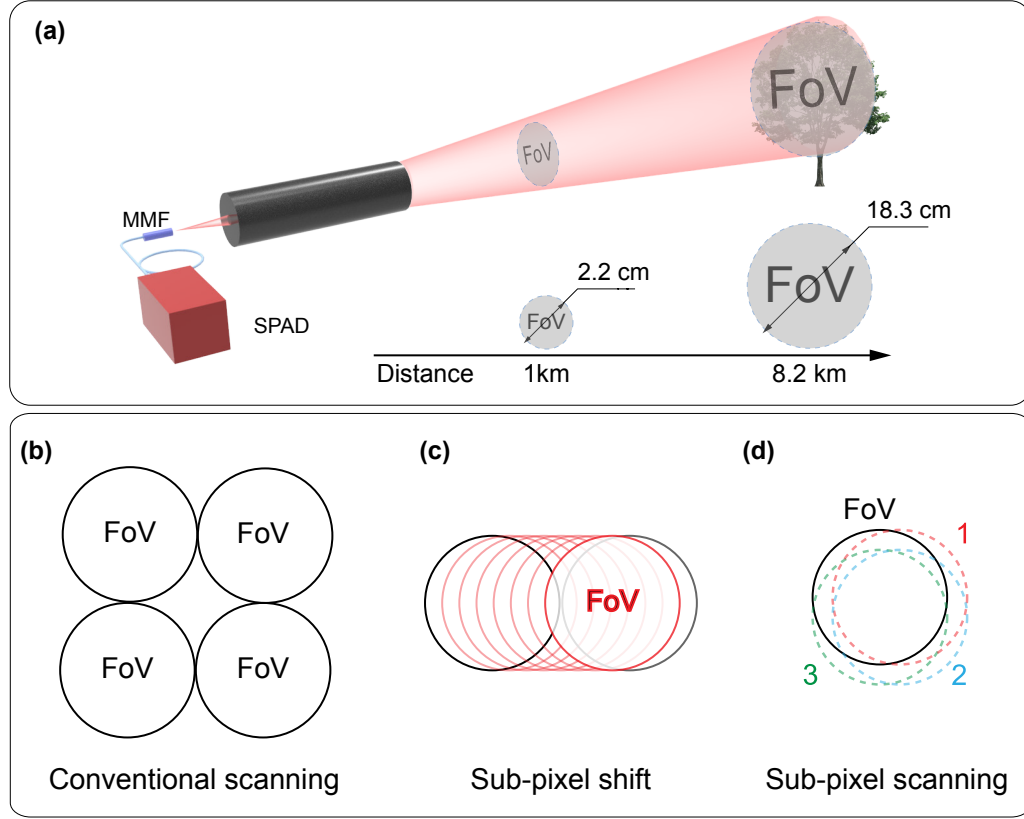 (a)
FoV
FoV
MMF
SPAD
18.3 cm
2.2 cm
FoV
FoV
Distance
1km
8.2 km
(b)
(c)
(d)
FoV
FoV
FoV
FoV
FoV
FoV
1
2
3
Conventional scanning
Sub-pixel shift
Sub-pixel scanning